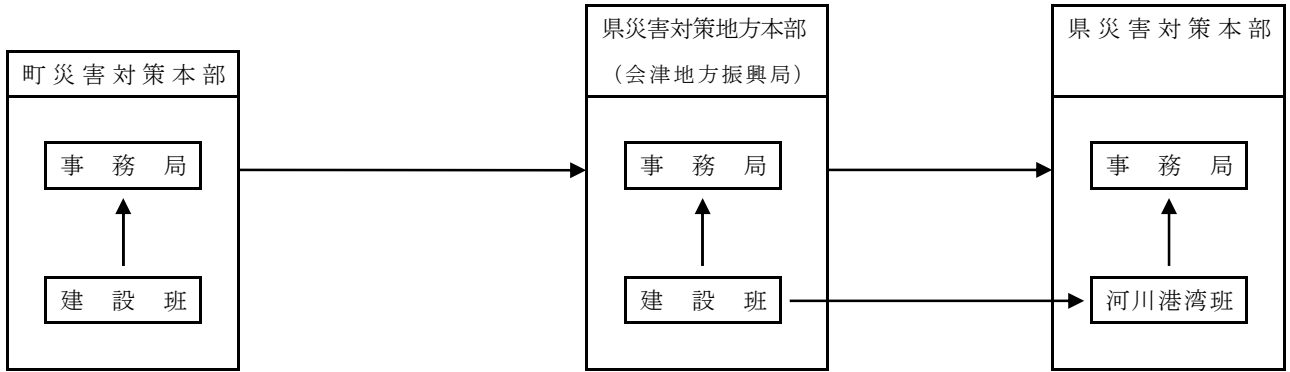 町災害対策本部
事務局
建設班
県災害対策地方本部
（会津地方振興局）
事務局
建設班
県災害対策本部
事務局
河川港湾班